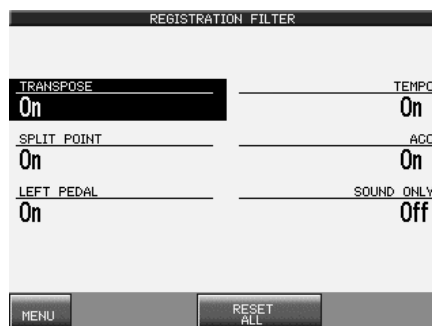 REGISTRATION FILTER
TRANSPOSE
On
TEMPO
On
SPLIT POINT
On
ACC
On
LEFT PEDAL
On
SOUND ONLY
Off
MENU
RESET
ALL